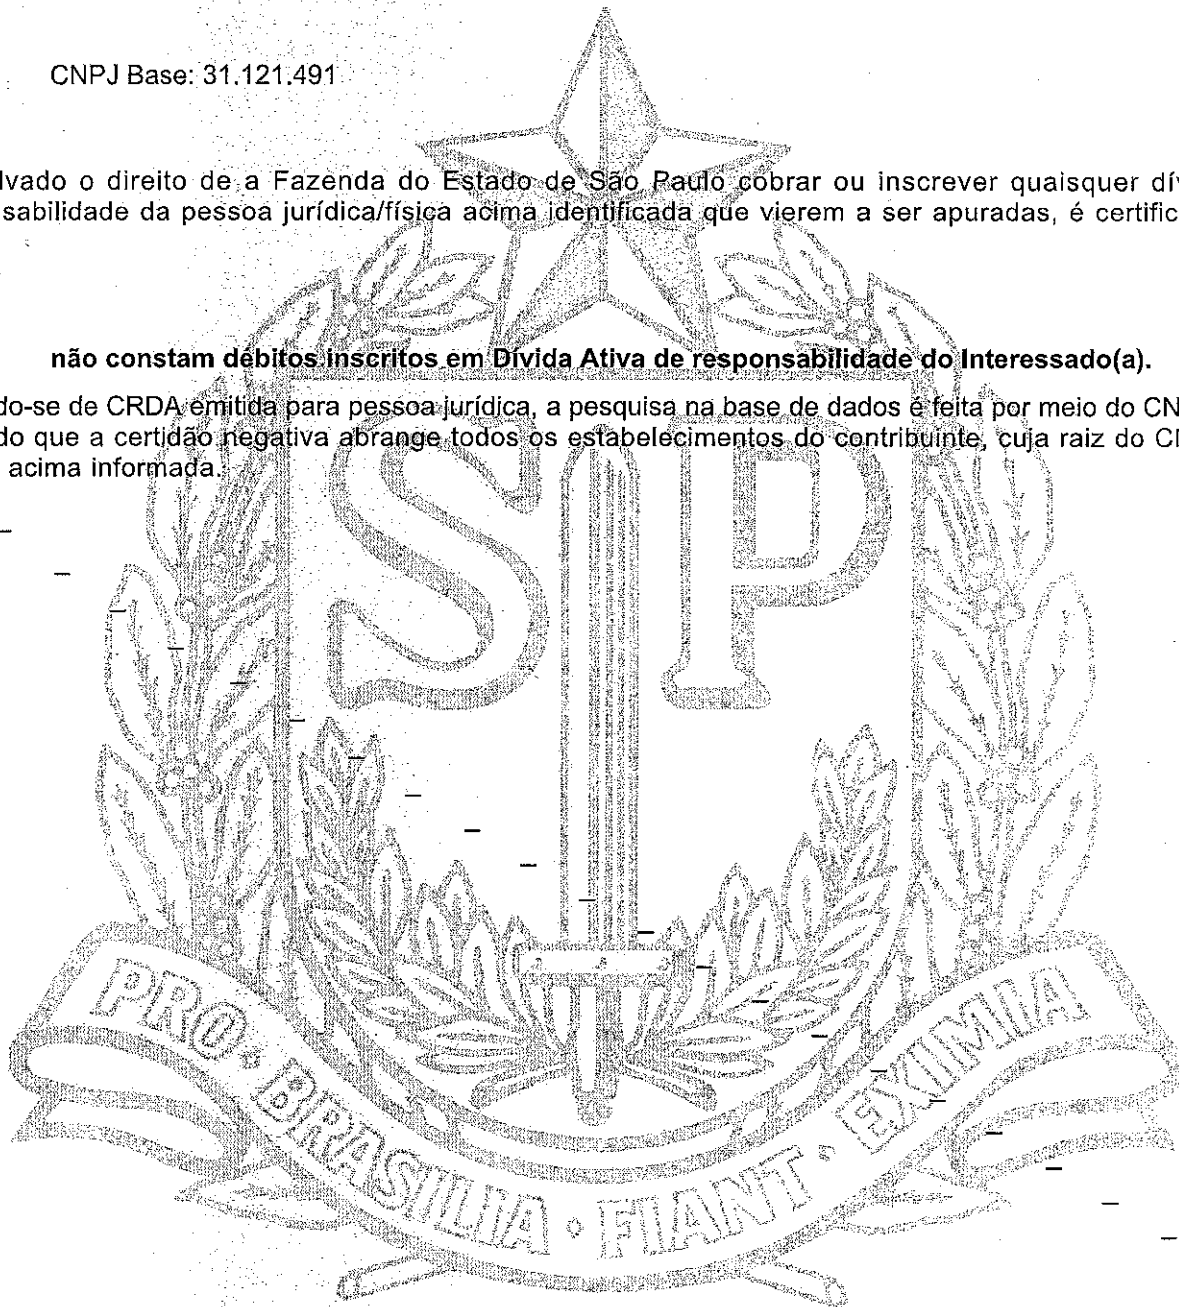 CNPJ Base: 31.121.491
lvado o direito de a Fazenda do Estado de São Paulo cobrar ou inscrever quaisquer dív
sabilidade da pessoa jurídica/física acima identificada que vierem a ser apuradas, é certific
não constam débitos inscritos em Dívida Ativa de responsabilidade do Interessado(a).
do-se de CRDA emitida para pessoa jurídica, a pesquisa na base de dados é feita por meio do CN
do que a certidão negativa abrange todos os estabelecimentos do contribuinte, cuja raiz do C
acima informada.
SP
PRO · BRASILIA · FIANT · EXIMIA